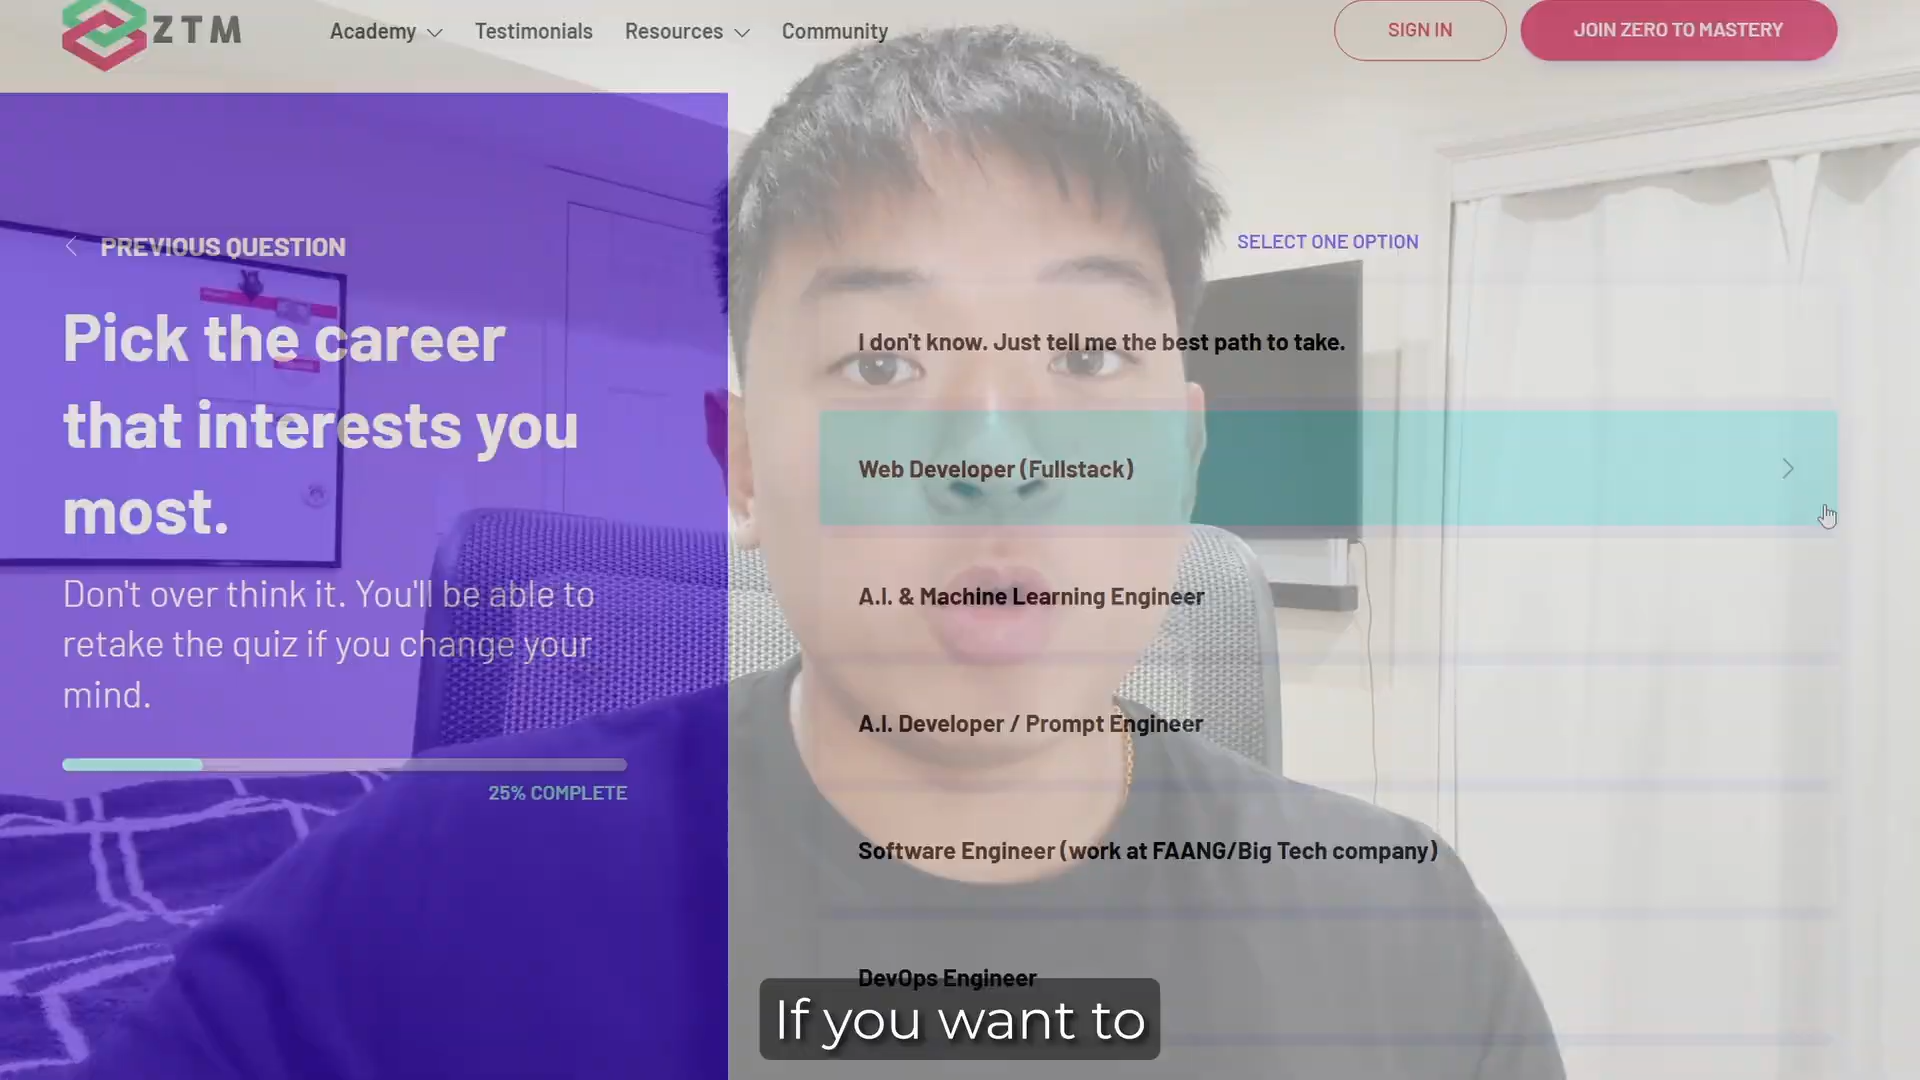 ZTM
Academy
Testimonials
Resources
Community
SIGN IN
JOIN ZERO TO MASTERY
PREVIOUS QUESTION
Pick the career
that interests you
most.
Don't over think it. You'll be able to
retake the quiz if you change your
mind.
25% COMPLETE
SELECT ONE OPTION
I don't know. Just tell me the best path to take.
Web Developer (Fullstack)
A.I. & Machine Learning Engineer
A.I. Developer / Prompt Engineer
Software Engineer (work at FAANG/Big Tech company)
DevOps Engineer
If you want to